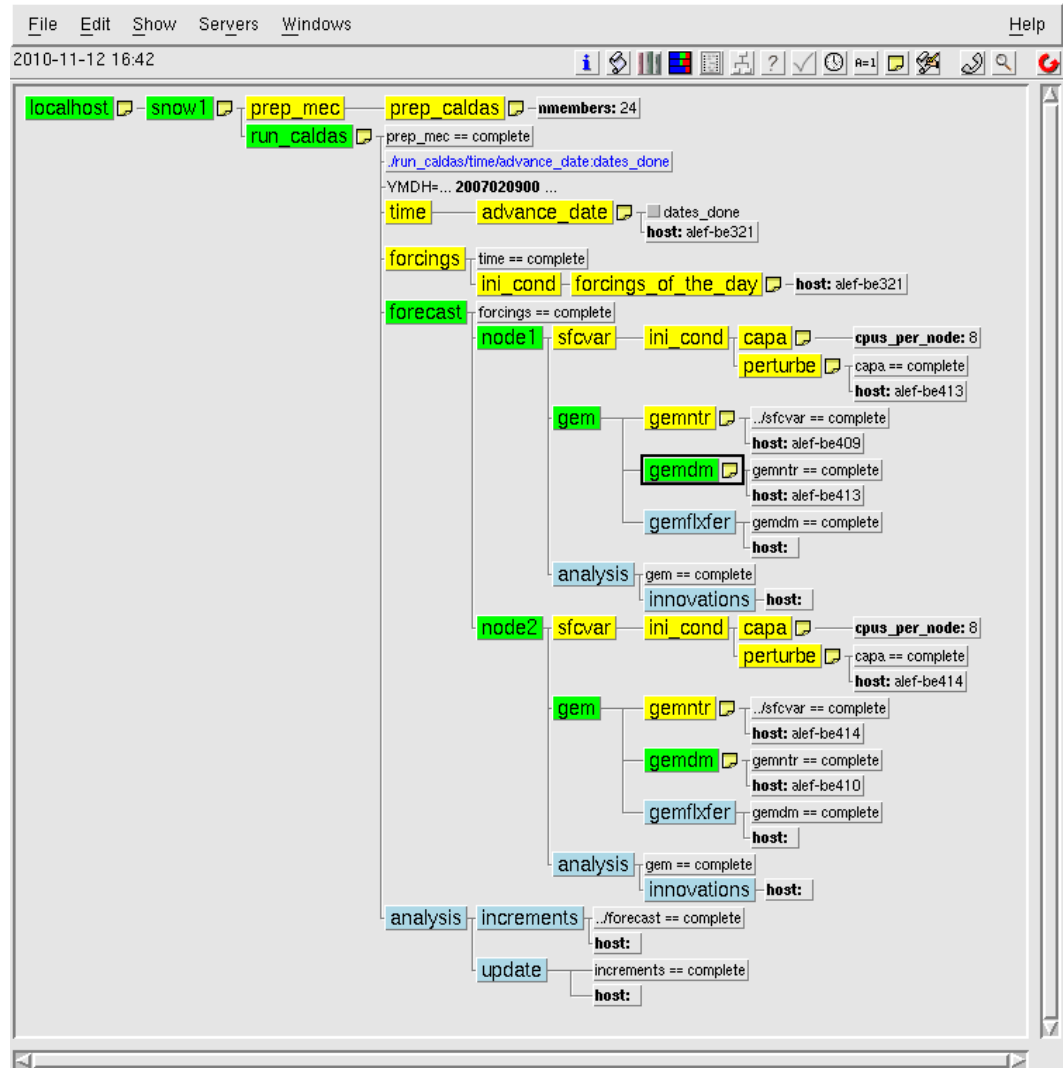 File Edit Show Servers Windows Help
2010-11-12 16:42
i ? A=1
localhost snow1 prep_mec prep_caldas nmembers: 24
run_caldas prep_mec == complete
./run_caldas/time/advance_date:dates_done
YMDH=... 2007020900 ...
time advance_date dates_done
host: alef-be321
forcings time == complete
ini_cond forcings_of_the_day host: alef-be321
forecast forcings == complete
node1 sfcvar ini_cond capa cpus_per_node: 8
perturbe capa == complete
host: alef-be413
gem gemntr ../sfcvar == complete
host: alef-be409
gemdm gemntr == complete
host: alef-be413
gemflxfer gemdm == complete
host:
analysis gem == complete
innovations host:
node2 sfcvar ini_cond capa cpus_per_node: 8
perturbe capa == complete
host: alef-be414
gem gemntr ../sfcvar == complete
host: alef-be414
gemdm gemntr == complete
host: alef-be410
gemflxfer gemdm == complete
host:
analysis gem == complete
innovations host:
analysis increments ../forecast == complete
host:
update increments == complete
host: